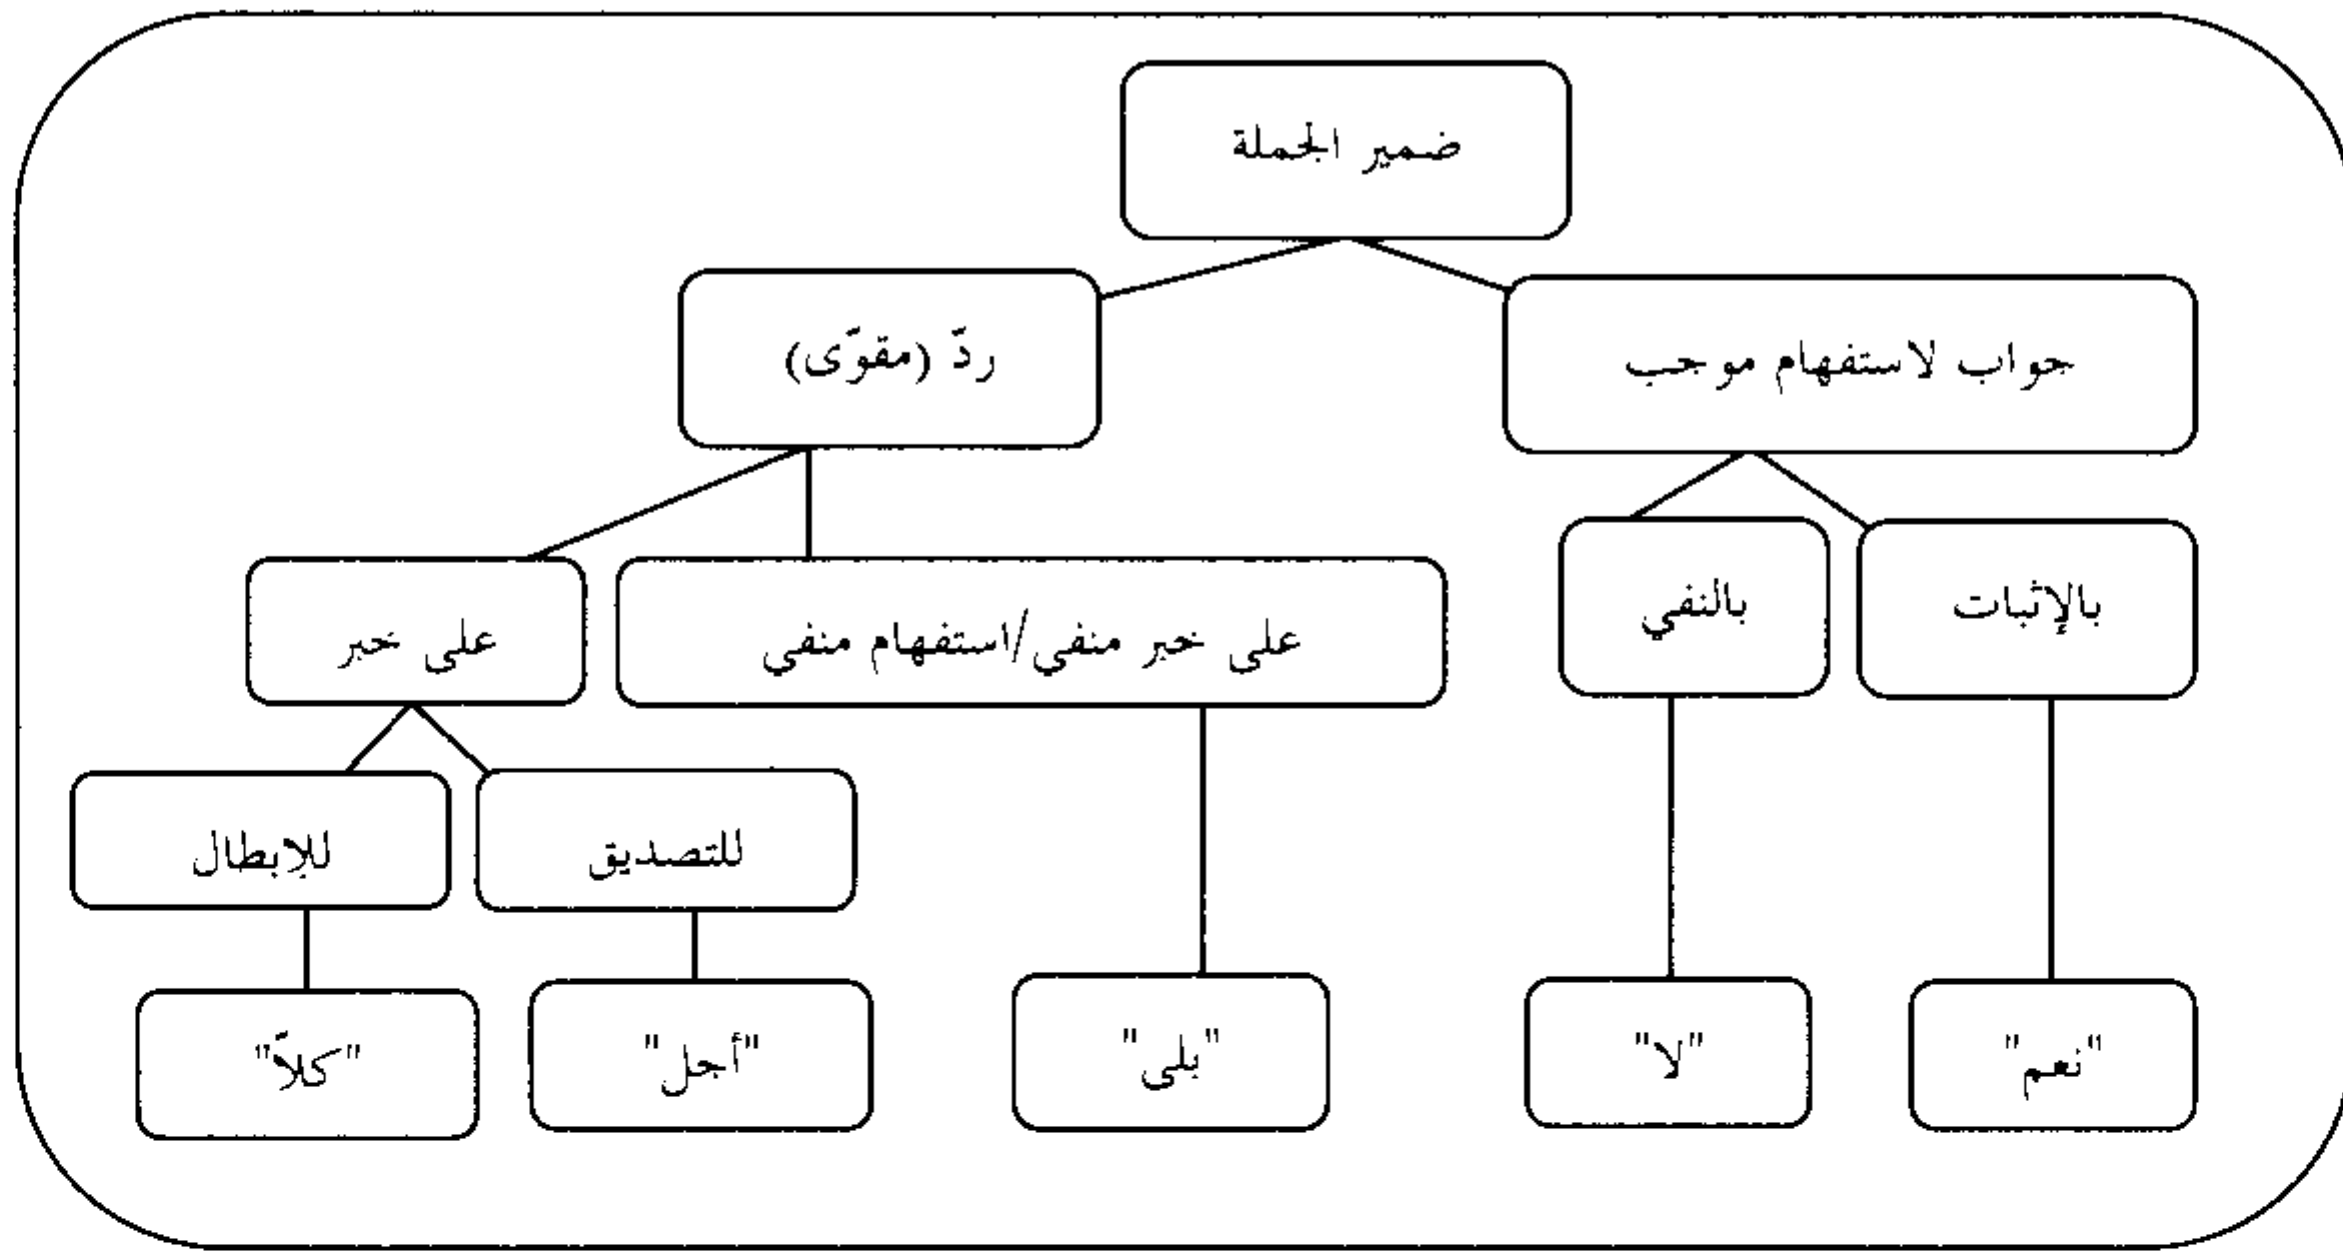 ضمير الجملة
جواب لاستفهام موجب
ردّ (مقوّى)
بالإثبات
بالنفي
على خبر منفي/استفهام منفي
على خبر
للتصديق
للإبطال
"نعم"
"لا"
"بلى"
"أجل"
"كلاّ"